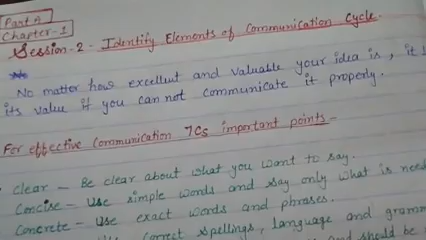 Part A
Chapter-1
Session-2 - Identify Elements of Communication Cycle.
No matter how excellent and valuable your idea is, it
its value if you can not communicate it properly.
For effective Communication 7Cs important points -
clear - Be clear about what you want to say.
Concise - Use simple words and say only what is
Concrete - Use exact words and phrases.
correct spellings, language and
and should be